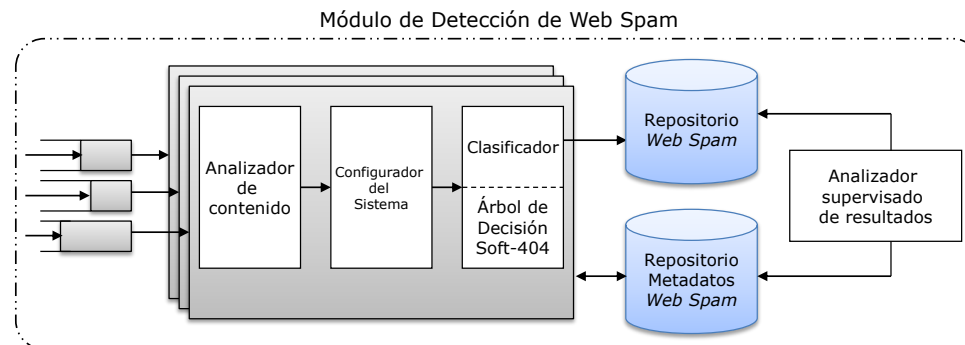 Módulo de Detección de Web Spam
Analizador
de
contenido
Configurador
del
Sistema
Clasificador
Árbol de
Decisión
Soft-404
Repositorio
Web Spam
Repositorio
Metadatos
Web Spam
Analizador
supervisado
de resultados